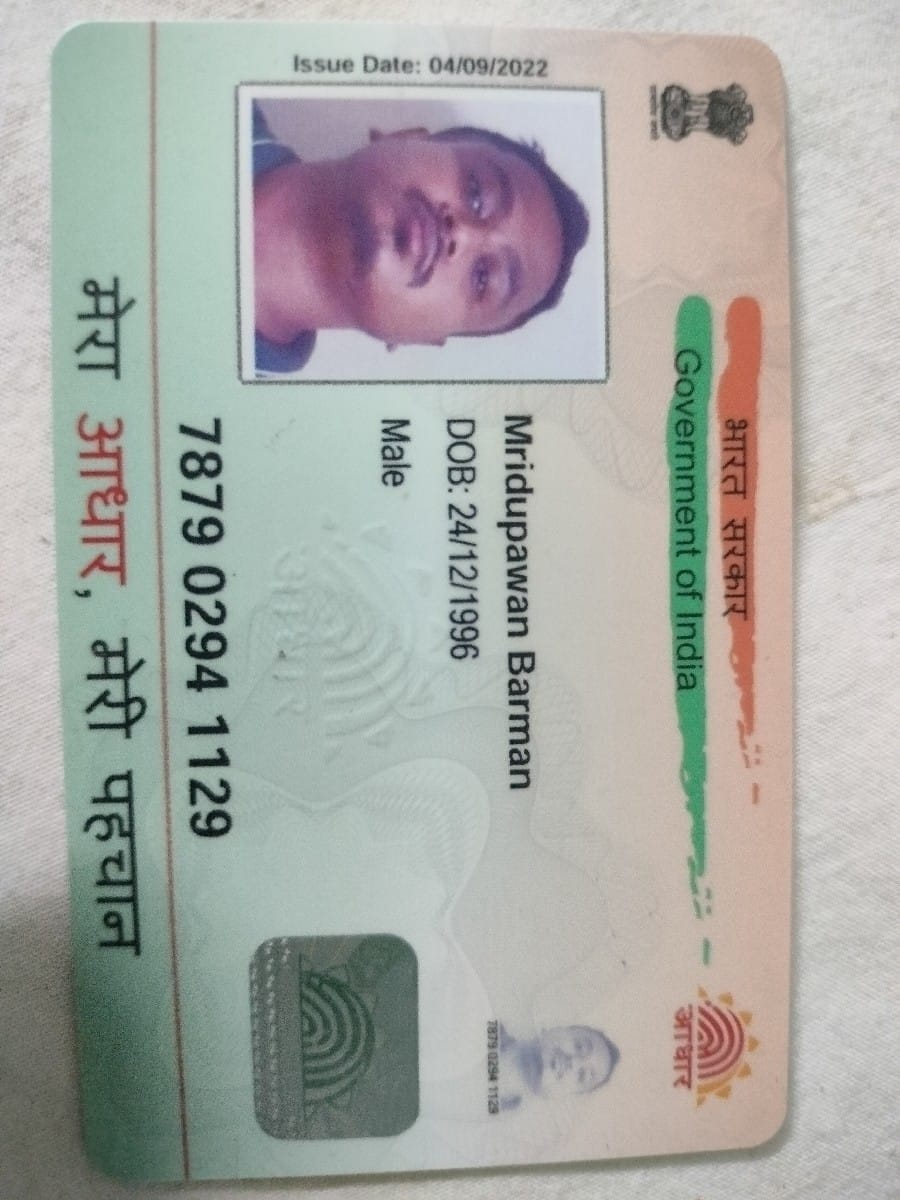 भारत सरकार
Government of India
आधार
Issue Date: 04/09/2022
Mridupawan Barman
DOB: 24/12/1996
Male
7879 0294 1129
7879 0294 1129
मेरा आधार, मेरी पहचान